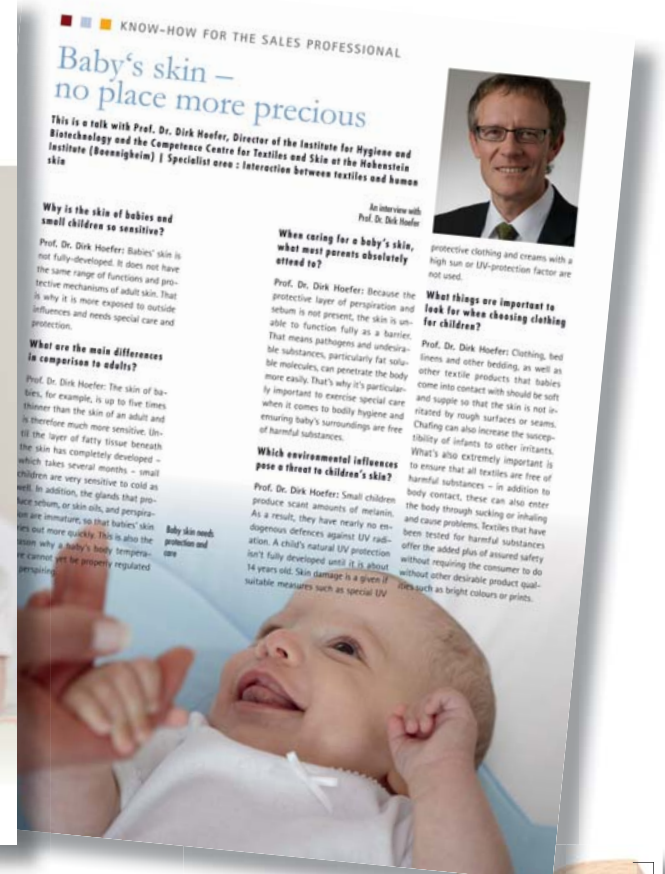 KNOW-HOW FOR THE SALES PROFESSIONAL
Baby's skin –
no place more precious
This is a talk with Prof. Dr. Dirk Hoefer, Director of the Institute for Hygiene and
Biotechnology and the Competence Centre for Textiles and Skin at the Hohenstein
Institute (Boennigheim) | Specialist area : Interaction between textiles and human
skin
An interview with
Prof. Dr. Dirk Hoefer
Why is the skin of babies and
small children so sensitive?
Prof. Dr. Dirk Hoefer: Babies' skin is
not fully-developed. It does not have
the same range of functions and pro-
tective mechanisms of adult skin. That
is why it is more exposed to outside
influences and needs special care and
protection.
What are the main differences
in comparison to adults?
Prof. Dr. Dirk Hoefer: The skin of ba-
bies, for example, is up to five times
thinner than the skin of an adult and
is therefore much more sensitive. Un-
til the layer of fatty tissue beneath
the skin has completely developed –
which takes several months – small
children are very sensitive to cold as
well. In addition, the glands that pro-
duce sebum, or skin oils, and perspira-
are immature, so that babies' skin
out more quickly. This is also the
why a baby's body tempera-
cannot yet be properly regulated
perspiring.
Baby skin needs
protection and
care
When caring for a baby's skin,
what must parents absolutely
attend to?
Prof. Dr. Dirk Hoefer: Because the
protective layer of perspiration and
sebum is not present, the skin is un-
able to function fully as a barrier.
That means pathogens and undesira-
ble substances, particularly fat solu-
ble molecules, can penetrate the body
more easily. That's why it's particular-
ly important to exercise special care
when it comes to bodily hygiene and
ensuring baby's surroundings are free
of harmful substances.
Which environmental influences
pose a threat to children's skin?
Prof. Dr. Dirk Hoefer: Small children
produce scant amounts of melanin.
As a result, they have nearly no en-
dogenous defences against UV radi-
ation. A child's natural UV protection
isn't fully developed until it is about
14 years old. Skin damage is a given if
suitable measures such as special UV
protective clothing and creams with a
high sun or UV-protection factor are
not used.
What things are important to
look for when choosing clothing
for children?
Prof. Dr. Dirk Hoefer: Clothing, bed
linens and other bedding, as well as
other textile products that babies
come into contact with should be soft
and supple so that the skin is not ir-
ritated by rough surfaces or seams.
Chafing can also increase the suscep-
tibility of infants to other irritants.
What's also extremely important is
to ensure that all textiles are free of
harmful substances – in addition to
body contact, these can also enter
the body through sucking or inhaling
and cause problems. Textiles that have
been tested for harmful substances
offer the added plus of assured safety
without requiring the consumer to do
without other desirable product qual-
ities such as bright colours or prints.